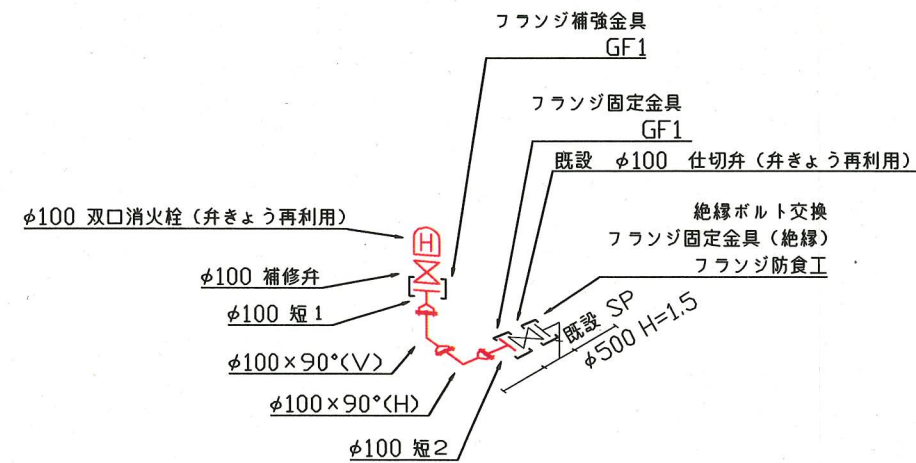 フランジ補強金具
GF1
フランジ固定金具
GF1
既設 φ100 仕切弁(弁きょう再利用)
φ100 双口消火栓(弁きょう再利用)
絶縁ボルト交換
フランジ固定金具(絶縁)
フランジ防食工
H
φ100 補修弁
φ100 短1
既設 SP
φ500 H=1.5
φ100×90°(V)
φ100×90°(H)
φ100 短2